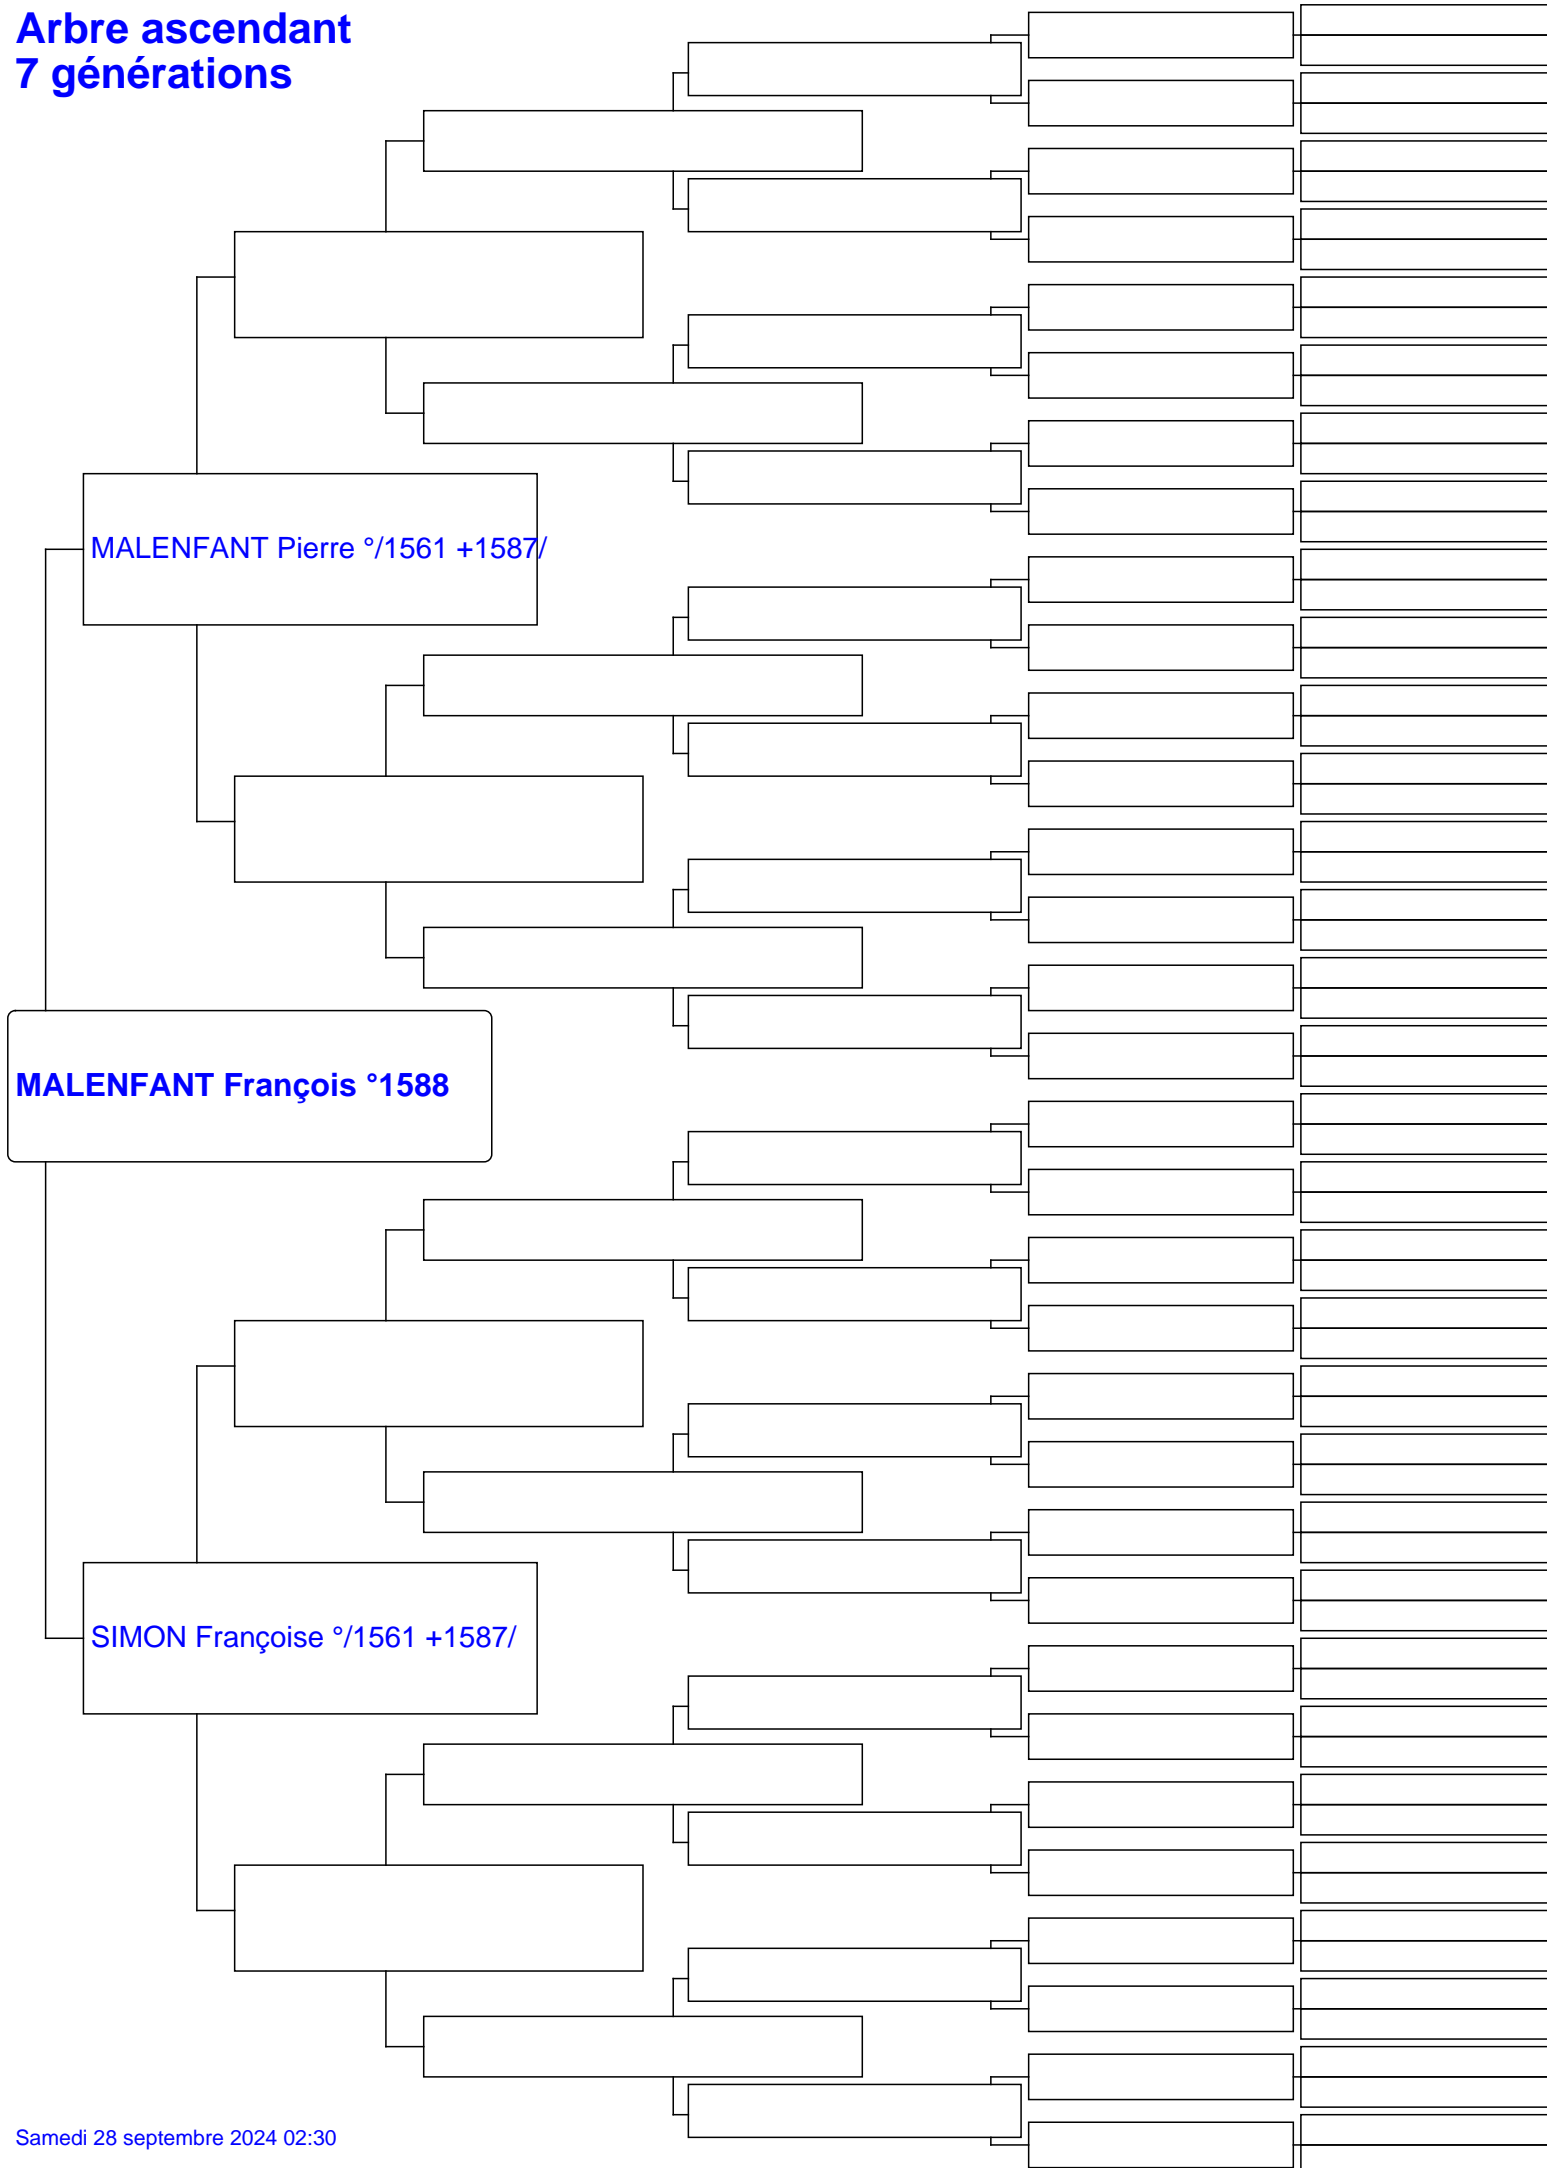 Arbre ascendant
7 générations
MALENFANT Pierre °/1561 +1587/
MALENFANT François °1588
SIMON Françoise °/1561 +1587/
Samedi 28 septembre 2024 02:30